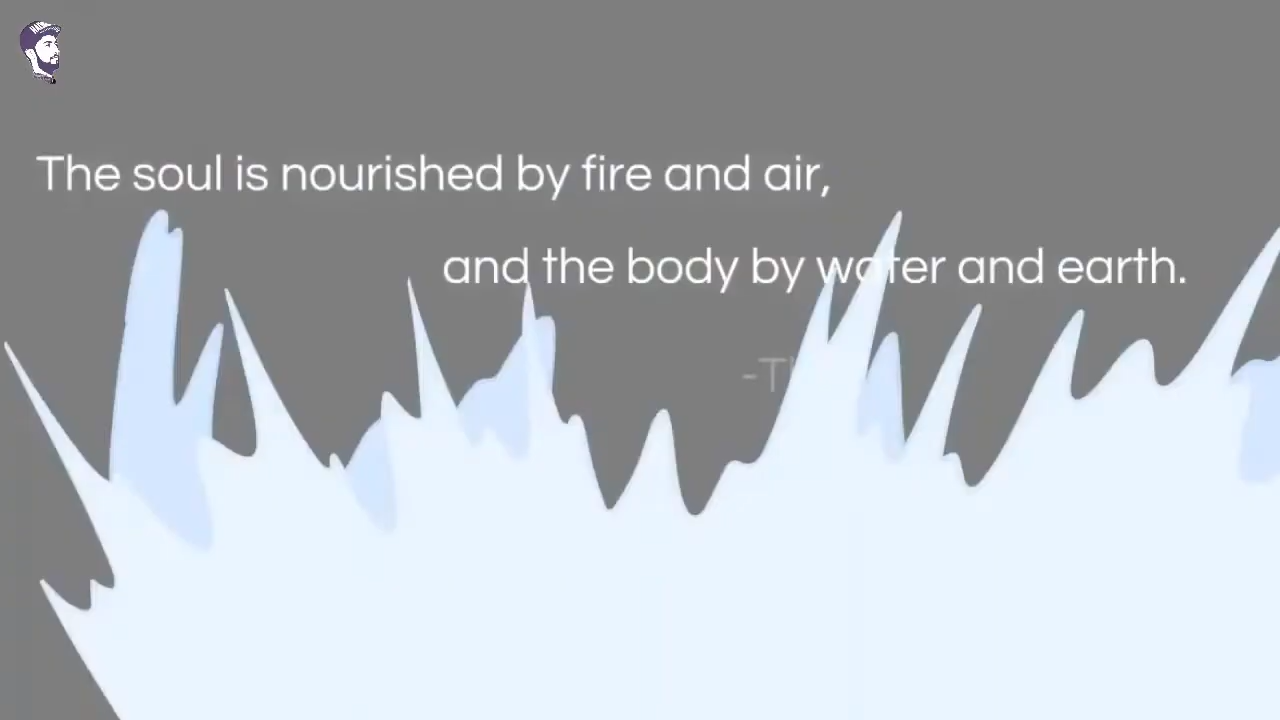 The soul is nourished by fire and air,
and the body by water and earth.